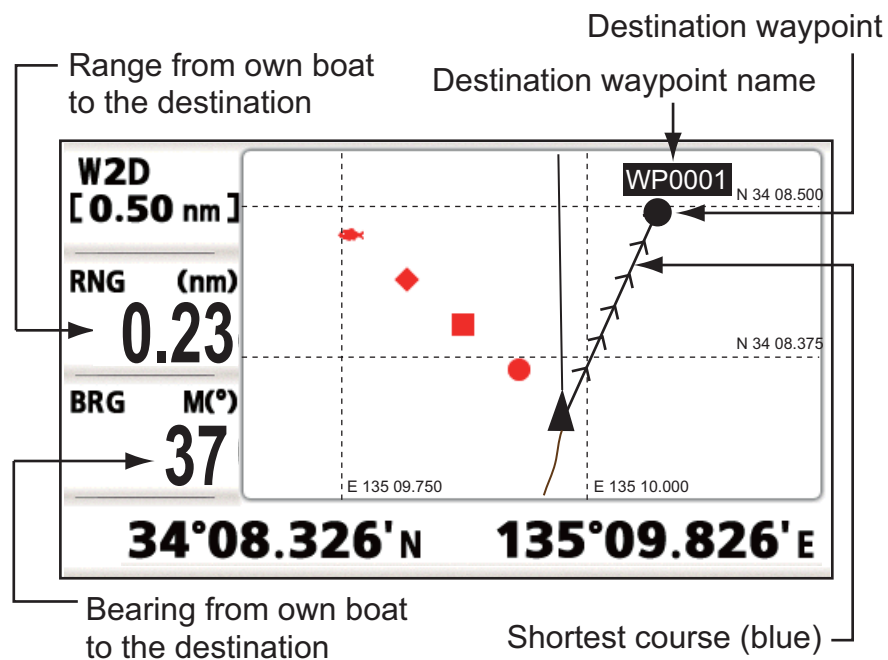 Destination waypoint
Range from own boat
to the destination
Destination waypoint name
W2D
[0.50 nm]
WP0001
N 34 08.500
RNG (nm)
0.23
N 34 08.375
BRG M(°)
37
E 135 09.750
E 135 10.000
34°08.326'N 135°09.826'E
Bearing from own boat
to the destination
Shortest course (blue)